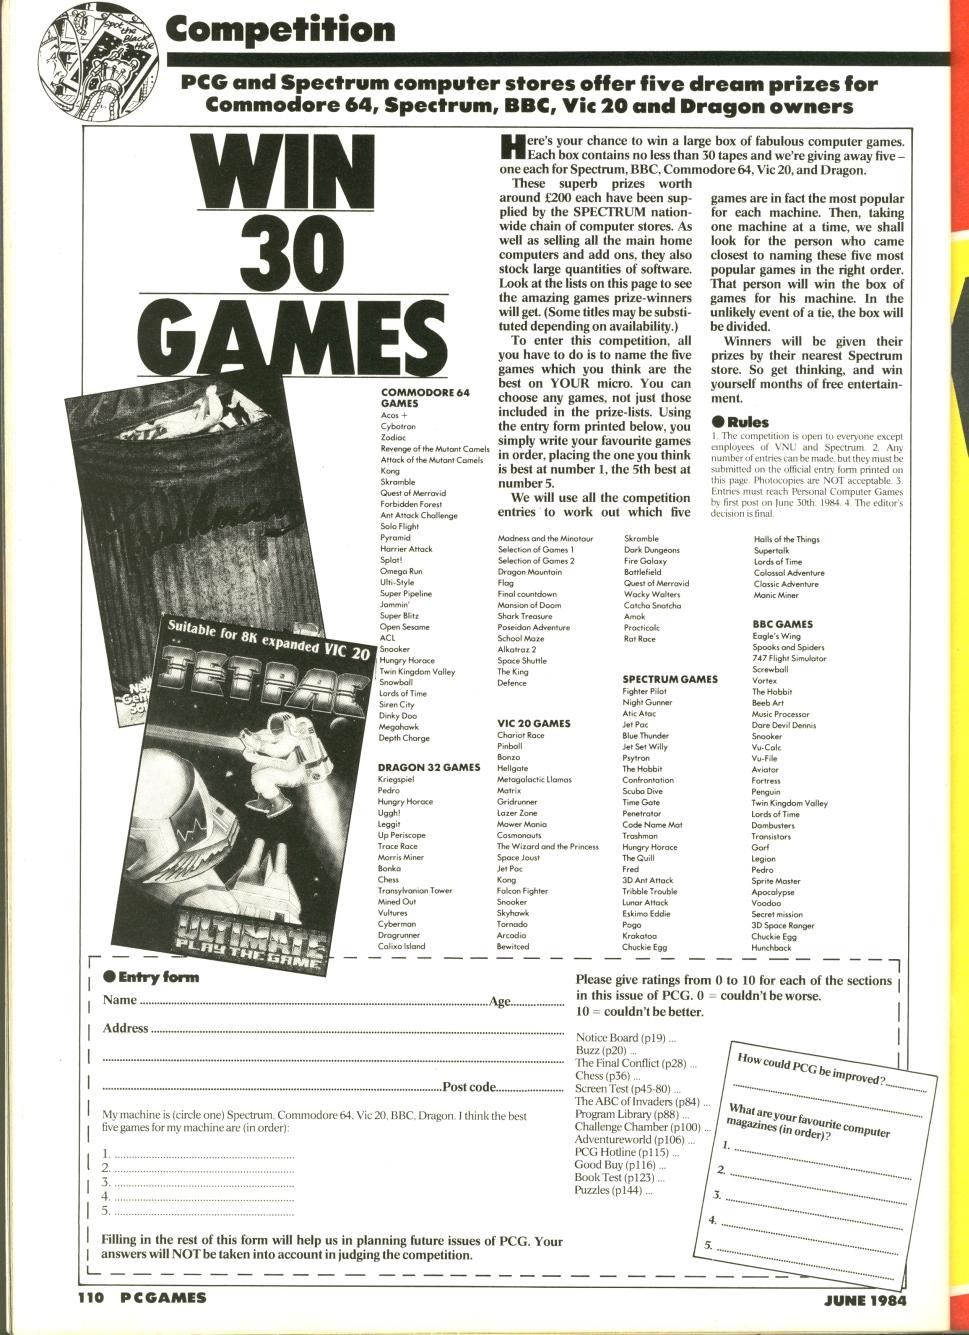 Spot the Black Hole
Competition
PCG and Spectrum computer stores offer five dream prizes for
Commodore 64, Spectrum, BBC, Vic 20 and Dragon owners
WIN
30
GAMES
Here's your chance to win a large box of fabulous computer games.
Each box contains no less than 30 tapes and we're giving away five –
one each for Spectrum, BBC, Commodore 64, Vic 20, and Dragon.
These superb prizes worth
around £200 each have been sup-
plied by the SPECTRUM nation-
wide chain of computer stores. As
well as selling all the main home
computers and add ons, they also
stock large quantities of software.
Look at the lists on this page to see
the amazing games prize-winners
will get. (Some titles may be substi-
tuted depending on availability.)
To enter this competition, all
you have to do is to name the five
games which you think are the
best on YOUR micro. You can
choose any games, not just those
included in the prize-lists. Using
the entry form printed below, you
simply write your favourite games
in order, placing the one you think
is best at number 1, the 5th best at
number 5.
We will use all the competition
entries to work out which five
games are in fact the most popular
for each machine. Then, taking
one machine at a time, we shall
look for the person who came
closest to naming these five most
popular games in the right order.
That person will win the box of
games for his machine. In the
unlikely event of a tie, the box will
be divided.
Winners will be given their
prizes by their nearest Spectrum
store. So get thinking, and win
yourself months of free entertain-
ment.
● Rules
1. The competition is open to everyone except
employees of VNU and Spectrum. 2. Any
number of entries can be made, but they must be
submitted on the official entry form printed on
this page. Photocopies are NOT acceptable. 3.
Entries must reach Personal Computer Games
by first post on June 30th, 1984. 4. The editor's
decision is final.
COMMODORE 64
GAMES
Acos +
Cybotron
Zodiac
Revenge of the Mutant Camels
Attack of the Mutant Camels
Kong
Skramble
Quest of Merravid
Forbidden Forest
Ant Attack Challenge
Solo Flight
Pyramid
Harrier Attack
Splat!
Omega Run
Ulti-Style
Super Pipeline
Jammin'
Super Blitz
Open Sesame
ACL
Snooker
Hungry Horace
Twin Kingdom Valley
Snowball
Lords of Time
Siren City
Dinky Doo
Megahawk
Depth Charge
DRAGON 32 GAMES
Kriegspiel
Pedro
Hungry Horace
Uggh!
Leggit
Up Periscope
Trace Race
Morris Miner
Bonka
Chess
Transylvanian Tower
Mined Out
Vultures
Cyberman
Dragrunner
Calixo Island
Madness and the Minotaur
Selection of Games 1
Selection of Games 2
Dragon Mountain
Flag
Final countdown
Mansion of Doom
Shark Treasure
Poseidon Adventure
School Maze
Alkatraz 2
Space Shuttle
The King
Defence
VIC 20 GAMES
Chariot Race
Pinball
Bonzo
Hellgate
Metagalactic Llamas
Matrix
Gridrunner
Lazer Zone
Mower Mania
Cosmonauts
The Wizard and the Princess
Space Joust
Jet Pac
Kong
Falcon Fighter
Snooker
Skyhawk
Tornado
Arcadia
Bewitced
Skramble
Dark Dungeons
Fire Galaxy
Battlefield
Quest of Merravid
Wacky Walters
Catcha Snatcha
Amok
Practicalc
Rat Race
SPECTRUM GAMES
Fighter Pilot
Night Gunner
Atic Atac
Jet Pac
Blue Thunder
Jet Set Willy
Psytron
The Hobbit
Confrontation
Scuba Dive
Time Gate
Penetrator
Code Name Mat
Trashman
Hungry Horace
The Quill
Fred
3D Ant Attack
Tribble Trouble
Lunar Attack
Eskimo Eddie
Pogo
Krakatoa
Chuckie Egg
Halls of the Things
Supertalk
Lords of Time
Colossal Adventure
Classic Adventure
Manic Miner
BBC GAMES
Eagle's Wing
Spooks and Spiders
747 Flight Simulator
Screwball
Vortex
The Hobbit
Beeb Art
Music Processor
Dare Devil Dennis
Snooker
Vu-Calc
Vu-File
Aviator
Fortress
Penguin
Twin Kingdom Valley
Lords of Time
Dambusters
Transistors
Gorf
Legion
Pedro
Sprite Master
Apocalypse
Voodoo
Secret mission
3D Space Ranger
Chuckie Egg
Hunchback
Trashman
Suitable for 8K expanded VIC 20
JETPAC
ULTIMATE
PLAY THE GAME
● Entry form
Name ....................Age....................
Address ....................
....................Post code....................
My machine is (circle one) Spectrum, Commodore 64, Vic 20, BBC, Dragon. I think the best
five games for my machine are (in order):
1. ....................
2. ....................
3. ....................
4. ....................
5. ....................
Filling in the rest of this form will help us in planning future issues of PCG. Your
answers will NOT be taken into account in judging the competition.
Please give ratings from 0 to 10 for each of the sections
in this issue of PCG. 0 = couldn't be worse.
10 = couldn't be better.
Notice Board (p19) ...
Buzz (p20) ...
The Final Conflict (p28) ...
Chess (p36) ...
Screen Test (p45-80) ...
The ABC of Invaders (p84) ...
Program Library (p88) ...
Challenge Chamber (p100) ...
Adventureworld (p106) ...
PCG Hotline (p115) ...
Good Buy (p116) ...
Book Test (p123) ...
Puzzles (p144) ...
How could PCG be improved?....................
What are your favourite computer
magazines (in order)?
1. ....................
2. ....................
3. ....................
4. ....................
5. ....................
110 PCGAMES
JUNE 1984